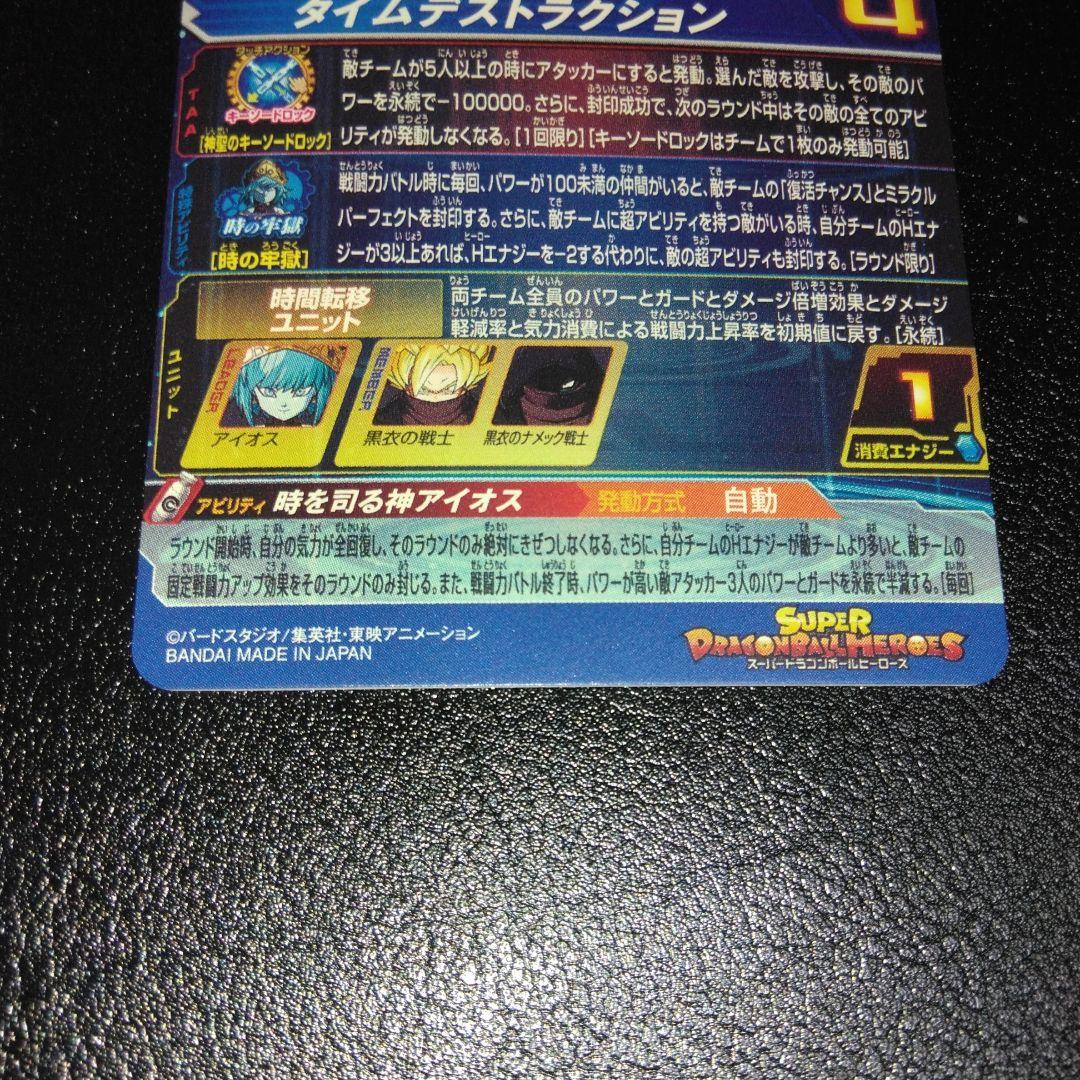 タイムデストラクション
4
TAA
タッチアクション
キーソードロック
[神聖のキーソードロック]
敵チームが5人以上の時にアタッカーにすると発動。選んだ敵を攻撃し、その敵のパ
ワーを永続で-100000。さらに、封印成功で、次のラウンド中はその敵の全てのアビ
リティが発動しなくなる。[1回限り][キーソードロックはチームで1枚のみ発動可能]
時の牢獄
[時の牢獄]
戦闘力バトル時に毎回、パワーが100未満の仲間がいると、敵チームの「復活チャンス」とミラクル
パーフェクトを封印する。さらに、敵チームに超アビリティを持つ敵がいる時、自分チームのHエナ
ジーが3以上あれば、Hエナジーを-2する代わりに、敵の超アビリティも封印する。[ラウンド限り]
ユニット
時間転移
ユニット
両チーム全員のパワーとガードとダメージ倍増効果とダメージ
軽減率と気力消費による戦闘力上昇率を初期値に戻す。[永続]
LEADER
アイオス
MEMBER
黒衣の戦士
黒衣のナメック戦士
1
消費エナジー
アビリティ 時を司る神アイオス 発動方式 自動
ラウンド開始時、自分の気力が全回復し、そのラウンドのみ絶対にきぜつしなくなる。さらに、自分チームのHエナジーが敵チームより多いと、敵チームの
固定戦闘力アップ効果をそのラウンドのみ封じる。また、戦闘力バトル終了時、パワーが高い敵アタッカー3人のパワーとガードを永続で半減する。[毎回]
©バードスタジオ/集英社・東映アニメーション
BANDAI MADE IN JAPAN
SUPER
DRAGONBALL HEROES
スーパードラゴンボールヒーローズ